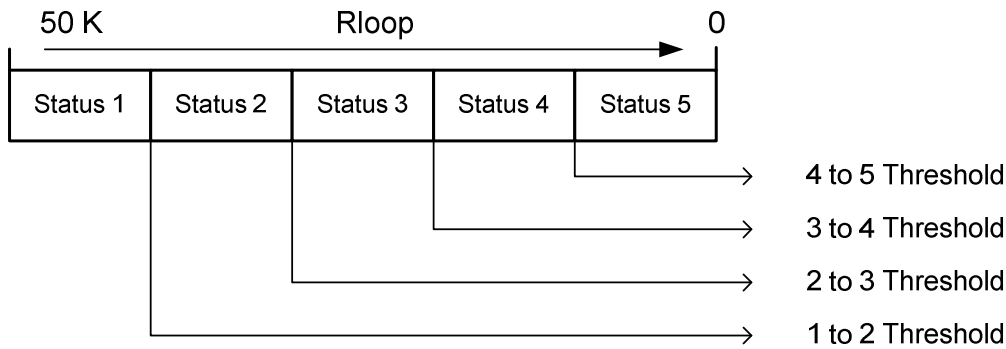 50 K Rloop 0
Status 1 Status 2 Status 3 Status 4 Status 5
4 to 5 Threshold
3 to 4 Threshold
2 to 3 Threshold
1 to 2 Threshold